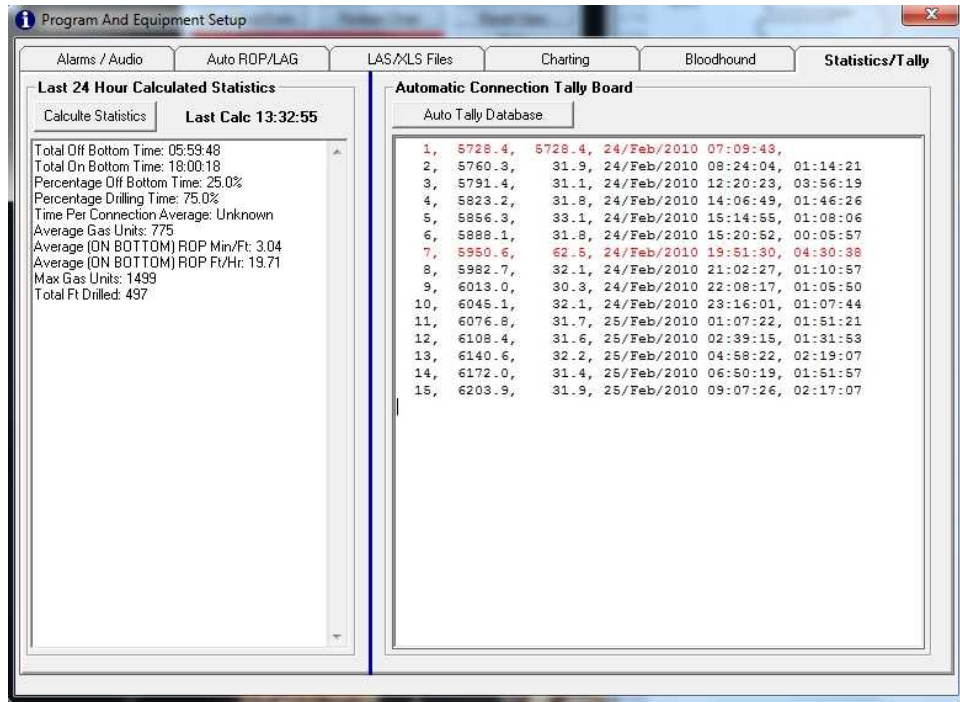 Program And Equipment Setup
Alarms / Audio
Auto ROP/LAG
LAS/XLS Files
Charting
Bloodhound
Statistics/Tally
Last 24 Hour Calculated Statistics
Calculte Statistics
Last Calc 13:32:55
Total Off Bottom Time: 05:59:48
Total On Bottom Time: 18:00:18
Percentage Off Bottom Time: 25.0%
Percentage Drilling Time: 75.0%
Time Per Connection Average: Unknown
Average Gas Units: 775
Average (ON BOTTOM) ROP Min/Ft: 3.04
Average (ON BOTTOM) ROP Ft/Hr: 19.71
Max Gas Units: 1499
Total Ft Drilled: 497
Automatic Connection Tally Board
Auto Tally Database
1, 5728.4, 5728.4, 24/Feb/2010 07:09:43,
2, 5760.3, 31.9, 24/Feb/2010 08:24:04, 01:14:21
3, 5791.4, 31.1, 24/Feb/2010 12:20:23, 03:56:19
4, 5823.2, 31.8, 24/Feb/2010 14:06:49, 01:46:26
5, 5856.3, 33.1, 24/Feb/2010 15:14:55, 01:08:06
6, 5888.1, 31.8, 24/Feb/2010 15:20:52, 00:05:57
7, 5950.6, 62.5, 24/Feb/2010 19:51:30, 04:30:38
8, 5982.7, 32.1, 24/Feb/2010 21:02:27, 01:10:57
9, 6013.0, 30.3, 24/Feb/2010 22:08:17, 01:05:50
10, 6045.1, 32.1, 24/Feb/2010 23:16:01, 01:07:44
11, 6076.8, 31.7, 25/Feb/2010 01:07:22, 01:51:21
12, 6108.4, 31.6, 25/Feb/2010 02:39:15, 01:31:53
13, 6140.6, 32.2, 25/Feb/2010 04:58:22, 02:19:07
14, 6172.0, 31.4, 25/Feb/2010 06:50:19, 01:51:57
15, 6203.9, 31.9, 25/Feb/2010 09:07:26, 02:17:07